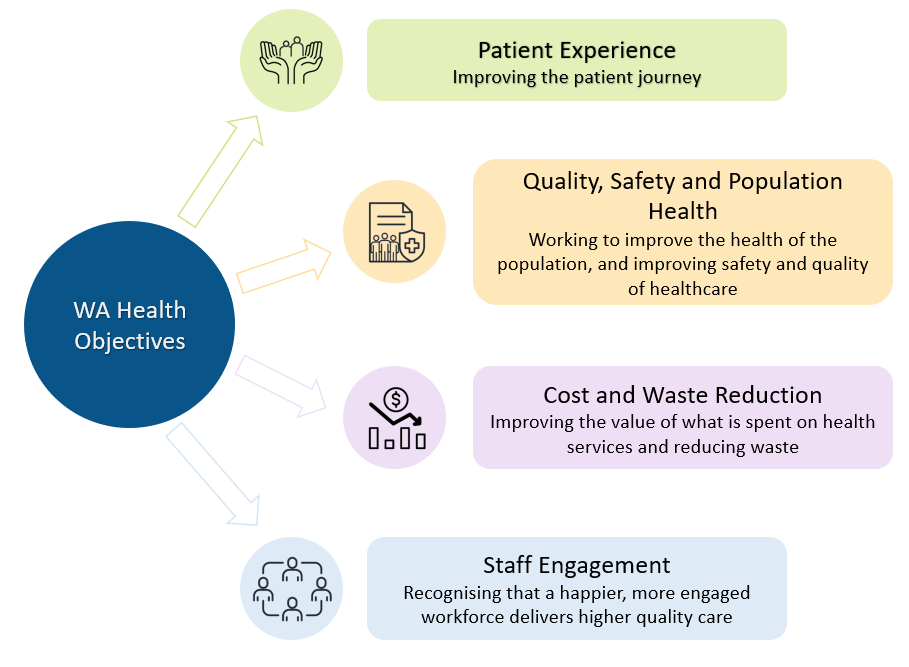 Patient Experience
Improving the patient journey
Quality, Safety and Population
Health
Working to improve the health of the
population, and improving safety and quality
of healthcare
WA Health
Objectives
Cost and Waste Reduction
Improving the value of what is spent on health
services and reducing waste
Staff Engagement
Recognising that a happier, more engaged
workforce delivers higher quality care